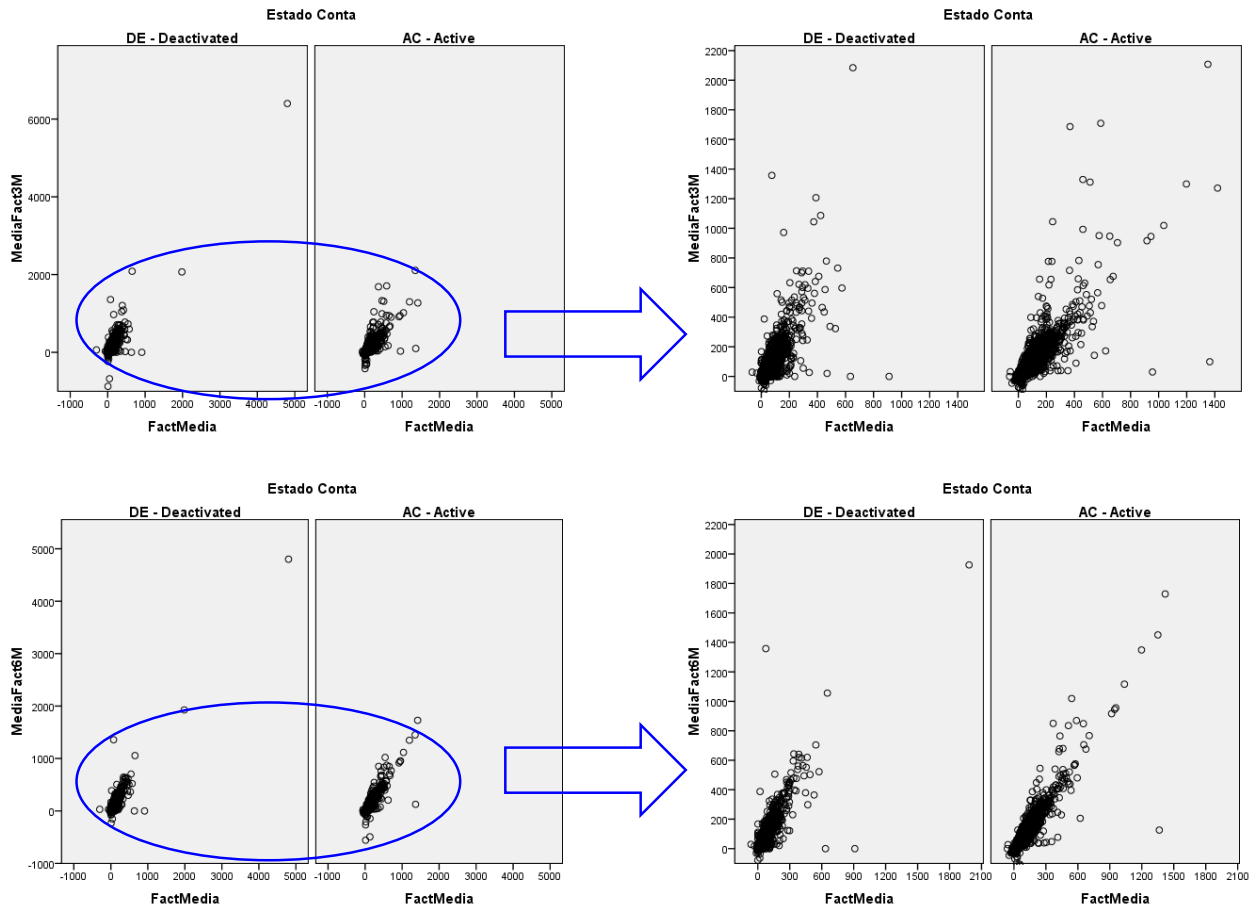 Estado Conta
DE - Deactivated
AC - Active
MediaFact3M
6000
4000
2000
0
-1000 0 1000 2000 3000 4000 5000
-1000 0 1000 2000 3000 4000 5000
FactMedia
FactMedia
Estado Conta
DE - Deactivated
AC - Active
MediaFact3M
2200
2000
1800
1600
1400
1200
1000
800
600
400
200
0
0 200 400 600 800 1000 1200 1400
0 200 400 600 800 1000 1200 1400
FactMedia
FactMedia
Estado Conta
DE - Deactivated
AC - Active
MediaFact6M
5000
4000
3000
2000
1000
0
-1000
-1000 0 1000 2000 3000 4000 5000
-1000 0 1000 2000 3000 4000 5000
FactMedia
FactMedia
Estado Conta
DE - Deactivated
AC - Active
MediaFact6M
2200
2000
1800
1600
1400
1200
1000
800
600
400
200
0
0 300 600 900 1200 1500 1800 2100
0 300 600 900 1200 1500 1800 2100
FactMedia
FactMedia